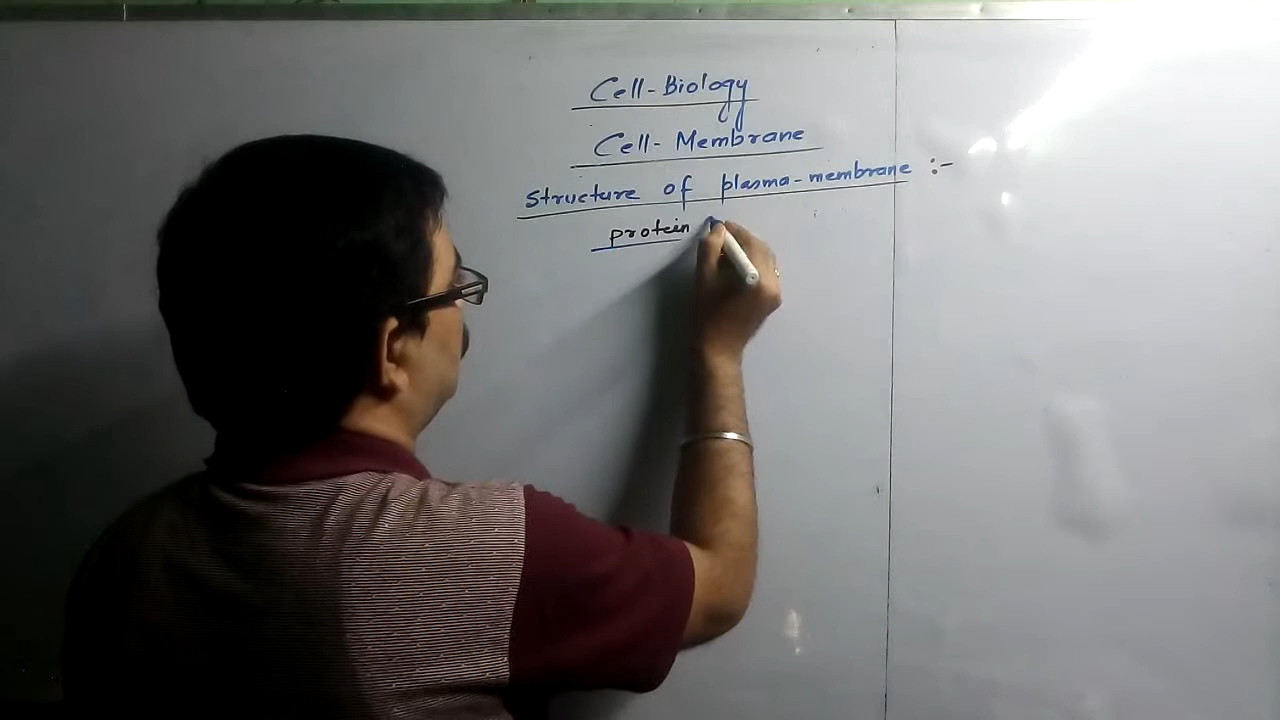 Cell-Biology
Cell-Membrane
Structure of plasma-membrane :-
protein